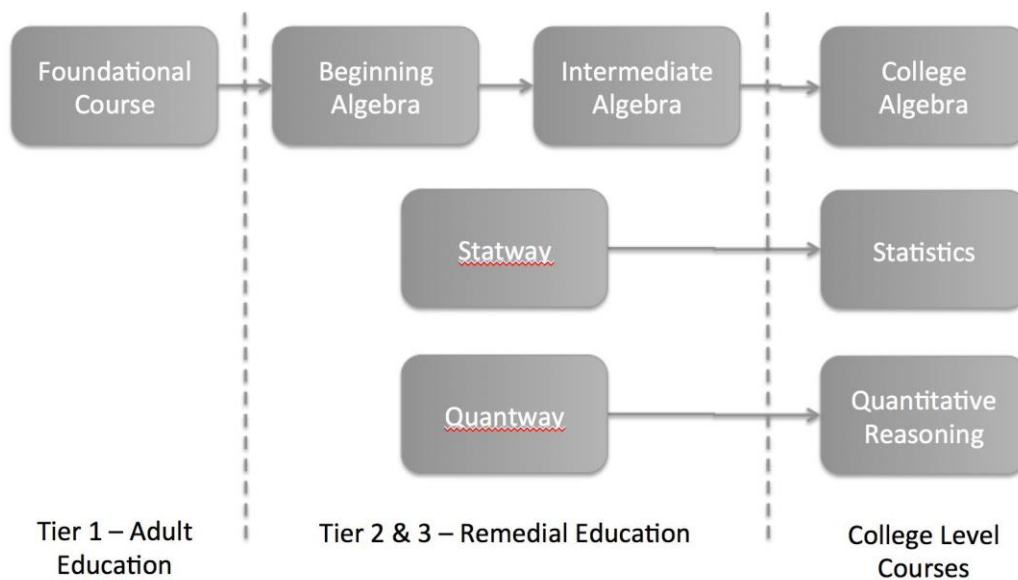 Foundational
Course
Beginning
Algebra
Intermediate
Algebra
College
Algebra
Statway
Statistics
Quantway
Quantitative
Reasoning
Tier 1 – Adult
Education
Tier 2 & 3 – Remedial Education
College Level
Courses